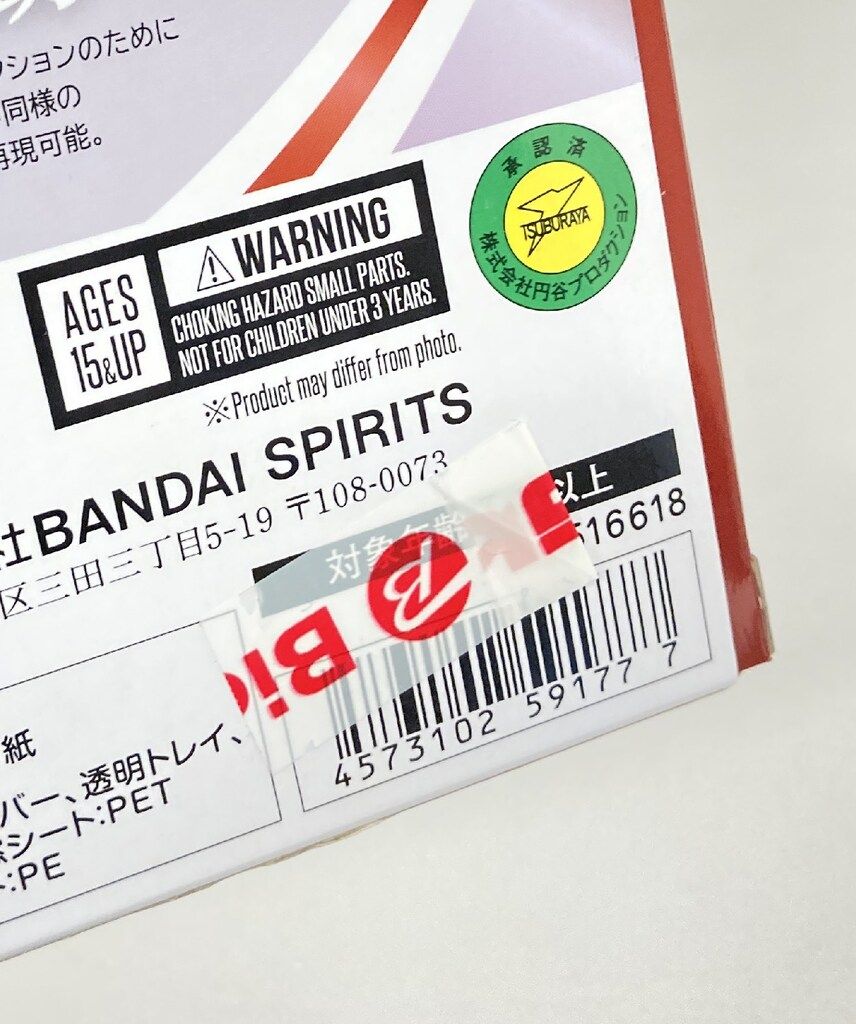 ションのために
同様の
再現可能。
承認済
TSUBURAYA
株式会社円谷プロダクション
AGES
15&UP
⚠WARNING
CHOKING HAZARD SMALL PARTS.
NOT FOR CHILDREN UNDER 3 YEARS.
※Product may differ from photo.
社BANDAI SPIRITS
区三田三丁目5-19 〒108-0073
対象年齢 以上
516618
Bic
B
4573102 59177 7
紙
バー、透明トレイ、
シート:PET
:PE